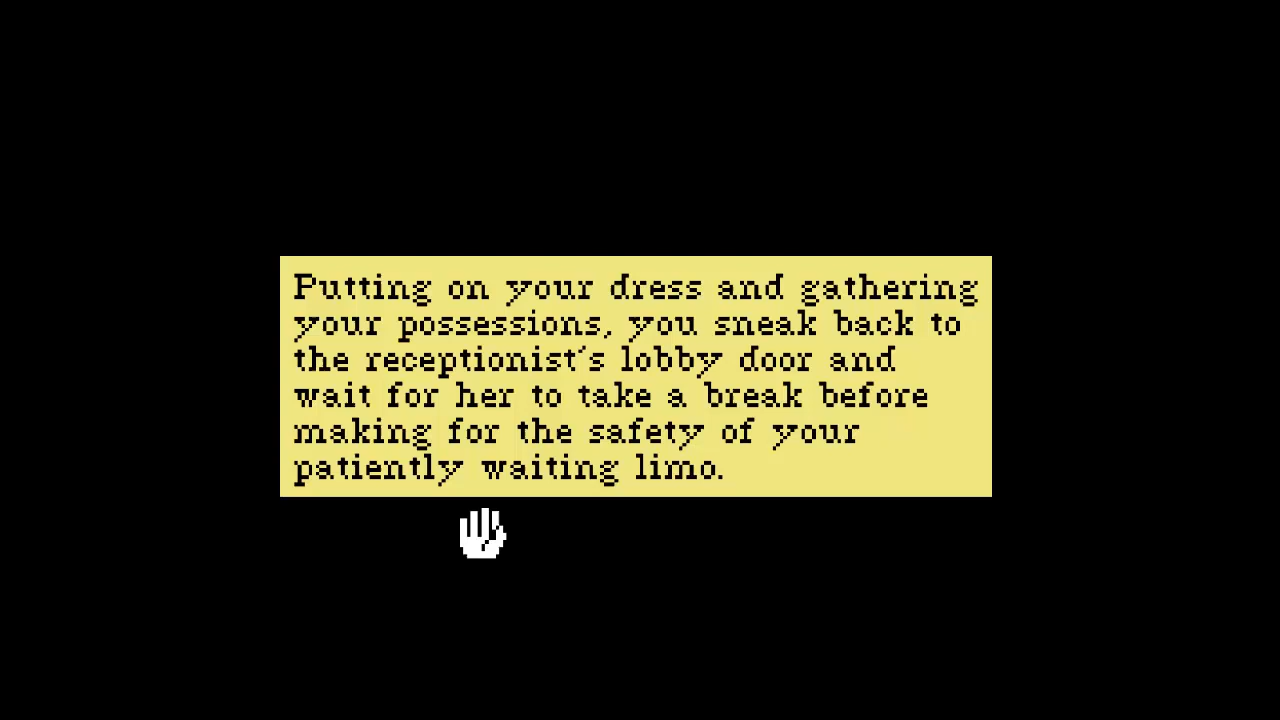 Putting on your dress and gathering
your possessions, you sneak back to
the receptionist's lobby door and
wait for her to take a break before
making for the safety of your
patiently waiting limo.